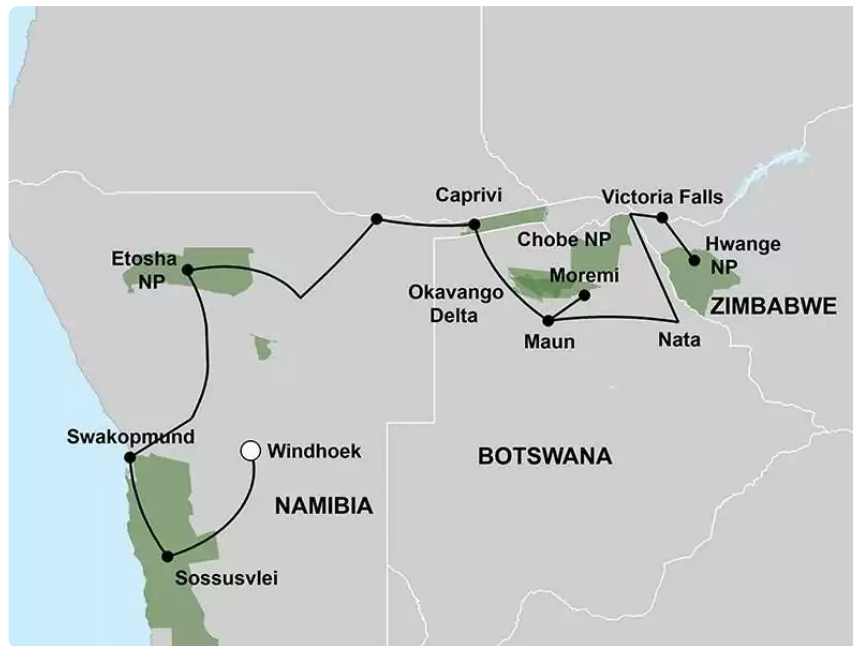 Caprivi
Victoria Falls
Chobe NP
Hwange
NP
Etosha
NP
Moremi
Okavango
Delta
ZIMBABWE
Maun
Nata
Swakopmund
Windhoek
BOTSWANA
NAMIBIA
Sossusvlei